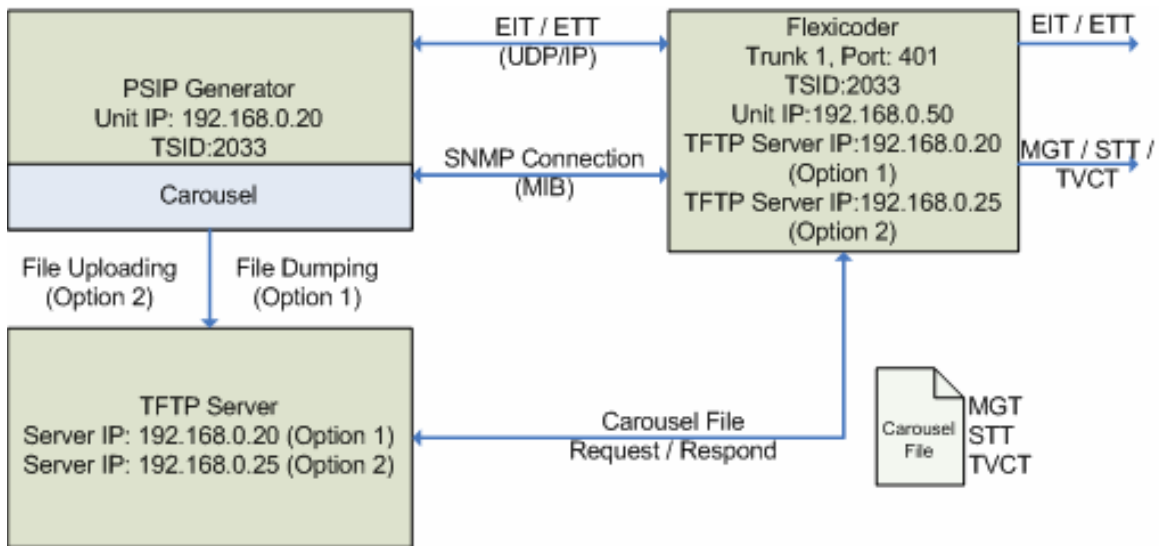 PSIP Generator
Unit IP: 192.168.0.20
TSID:2033
Carousel
EIT / ETT
(UDP/IP)
SNMP Connection
(MIB)
Flexicoder
Trunk 1, Port: 401
TSID:2033
Unit IP:192.168.0.50
TFTP Server IP:192.168.0.20
(Option 1)
TFTP Server IP:192.168.0.25
(Option 2)
EIT / ETT
MGT / STT /
TVCT
File Uploading
(Option 2)
File Dumping
(Option 1)
TFTP Server
Server IP: 192.168.0.20 (Option 1)
Server IP: 192.168.0.25 (Option 2)
Carousel File
Request / Respond
Carousel
File
MGT
STT
TVCT